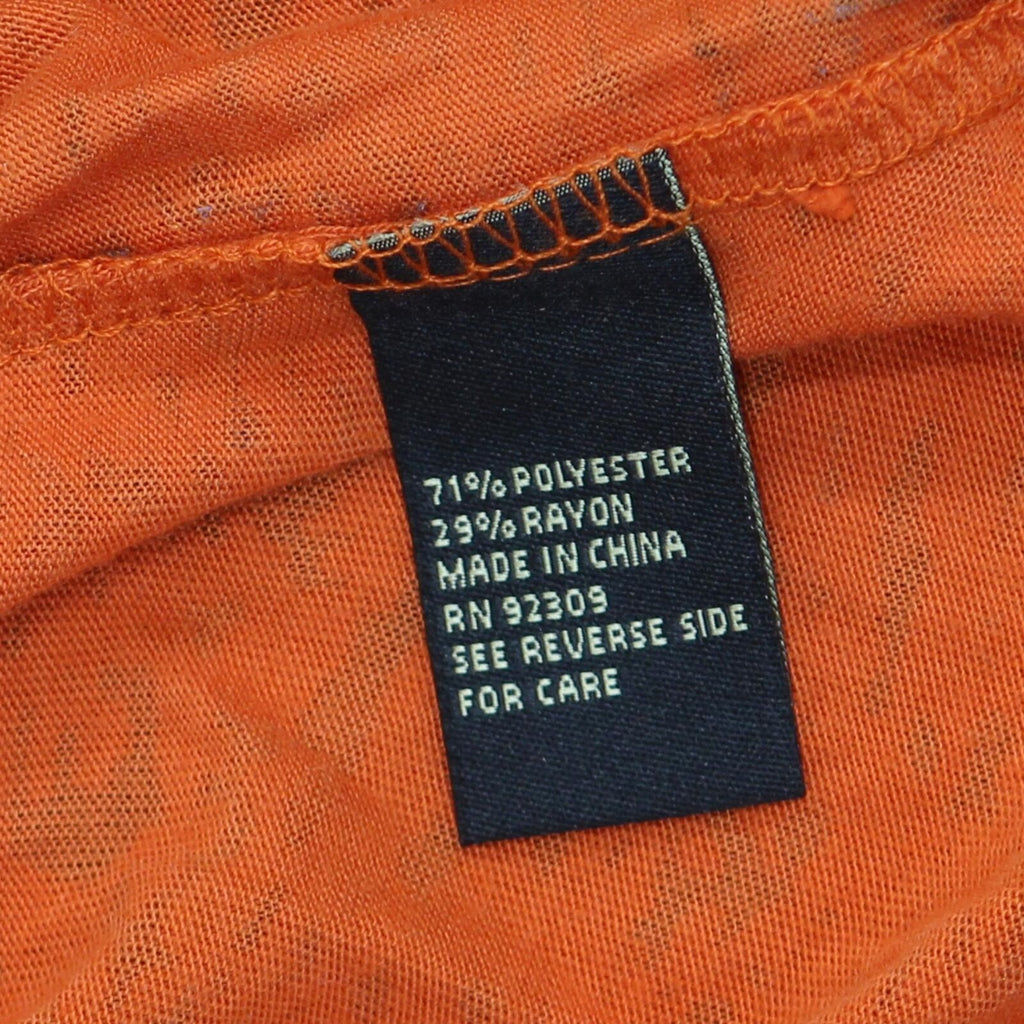 71% POLYESTER
29% RAYON
MADE IN CHINA
RN 92309
SEE REVERSE SIDE
FOR CARE